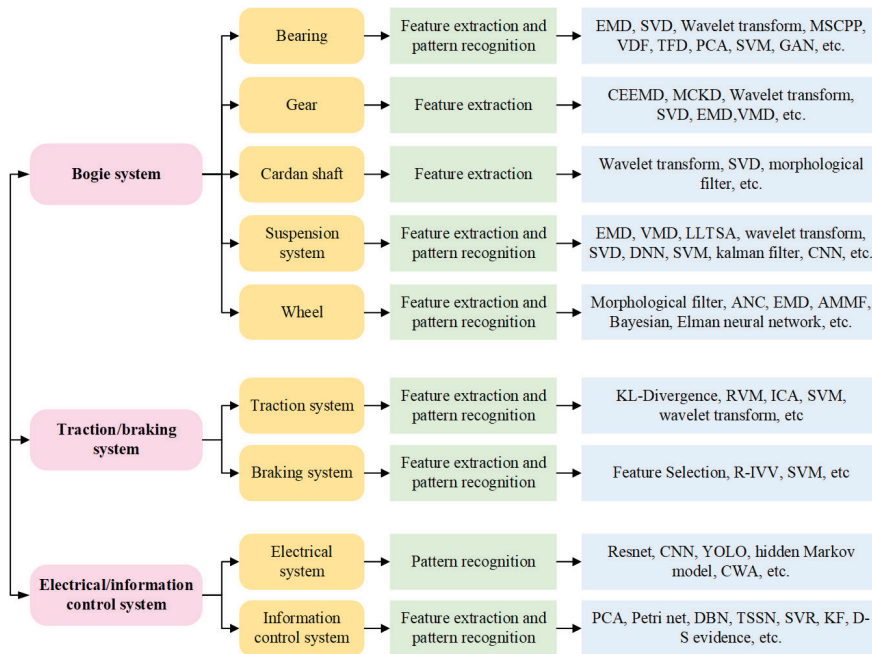 Bogie system
Bearing
Feature extraction and
pattern recognition
EMD, SVD, Wavelet transform, MSCPP,
VDF, TFD, PCA, SVM, GAN, etc.
Gear
Feature extraction
CEEMD, MCKD, Wavelet transform,
SVD, EMD,VMD, etc.
Cardan shaft
Feature extraction
Wavelet transform, SVD, morphological
filter, etc.
Suspension
system
Feature extraction and
pattern recognition
EMD, VMD, LLTSA, wavelet transform,
SVD, DNN, SVM, kalman filter, CNN, etc.
Wheel
Feature extraction and
pattern recognition
Morphological filter, ANC, EMD, AMMF,
Bayesian, Elman neural network, etc.
Traction/braking
system
Traction system
Feature extraction and
pattern recognition
KL-Divergence, RVM, ICA, SVM,
wavelet transform, etc
Braking system
Feature extraction and
pattern recognition
Feature Selection, R-IVV, SVM, etc
Electrical/information
control system
Electrical
system
Pattern recognition
Resnet, CNN, YOLO, hidden Markov
model, CWA, etc.
Information
control system
Feature extraction and
pattern recognition
PCA, Petri net, DBN, TSSN, SVR, KF, D-
S evidence, etc.